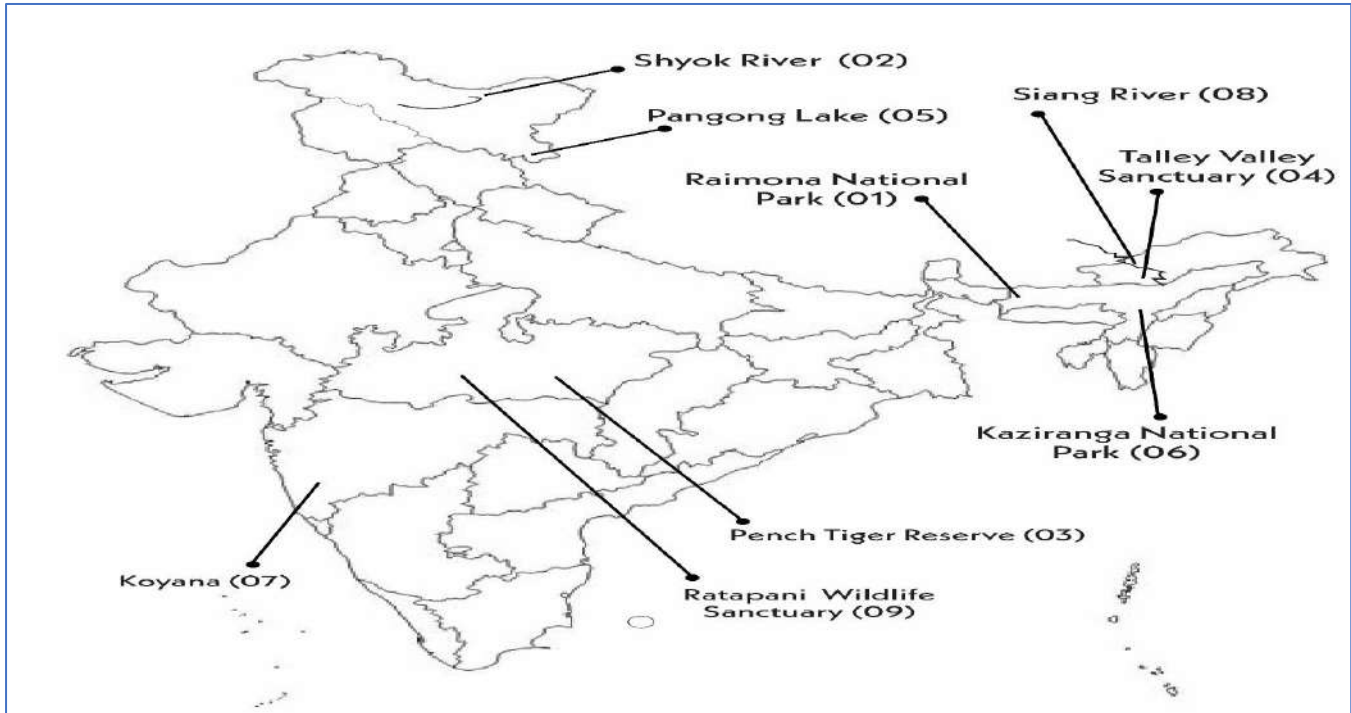 Shyok River (02)
Pangong Lake (05)
Siang River (08)
Talley Valley
Sanctuary (04)
Raimona National
Park (01)
Kaziranga National
Park (06)
Pench Tiger Reserve (03)
Koyana (07)
Ratapani Wildlife
Sanctuary (09)